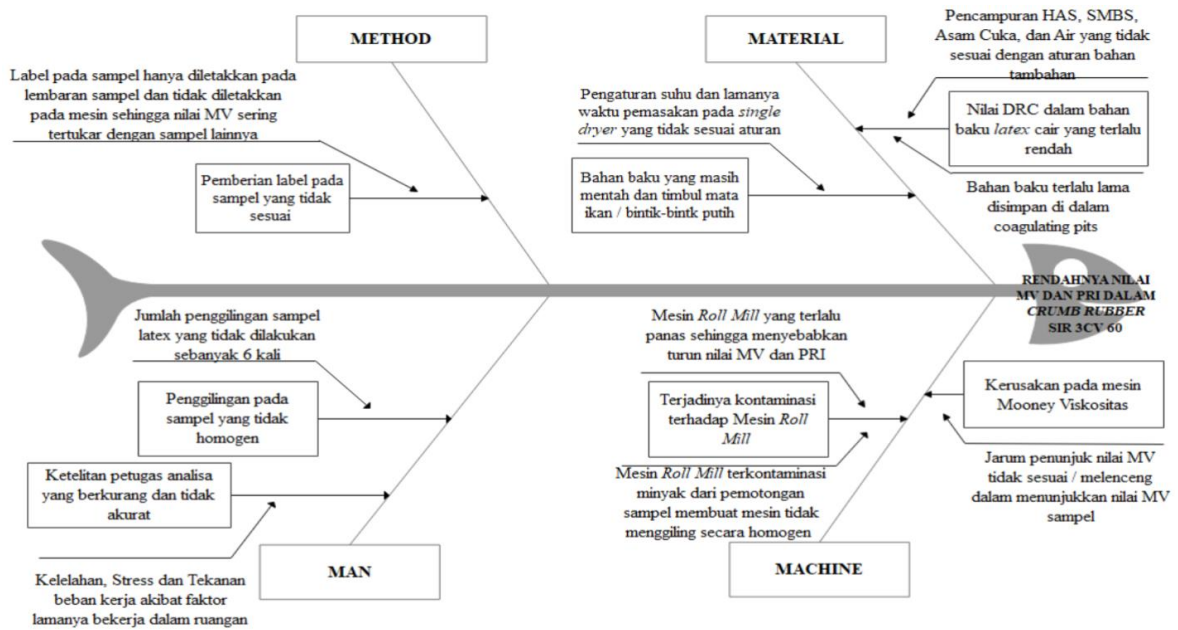 METHOD
Label pada sampel hanya diletakkan pada
lembaran sampel dan tidak diletakkan
pada mesin sehingga nilai MV sering
tertukar dengan sampel lainnya
Pemberian label pada
sampel yang tidak
sesuai
MATERIAL
Pengaturan suhu dan lamanya
waktu pemasakan pada single
dryer yang tidak sesuai aturan
Bahan baku yang masih
mentah dan timbul mata
ikan / bintik-bintk putih
Pencampuran HAS, SMBS,
Asam Cuka, dan Air yang tidak
sesuai dengan aturan bahan
tambahan
Nilai DRC dalam bahan
baku latex cair yang terlalu
rendah
Bahan baku terlalu lama
disimpan di dalam
coagulating pits
RENDAHNYA NILAI
MV DAN PRI DALAM
CRUMB RUBBER
SIR 3CV 60
Jumlah penggilingan sampel
latex yang tidak dilakukan
sebanyak 6 kali
Penggilingan pada
sampel yang tidak
homogen
Ketelitan petugas analisa
yang berkurang dan tidak
akurat
Kelelahan, Stress dan Tekanan
beban kerja akibat faktor
lamanya bekerja dalam ruangan
MAN
Mesin Roll Mill yang terlalu
panas sehingga menyebabkan
turun nilai MV dan PRI
Terjadinya kontaminasi
terhadap Mesin Roll
Mill
Mesin Roll Mill terkontaminasi
minyak dari pemotongan
sampel membuat mesin tidak
menggiling secara homogen
Kerusakan pada mesin
Mooney Viskositas
Jarum penunjuk nilai MV
tidak sesuai / melenceng
dalam menunjukkan nilai MV
sampel
MACHINE